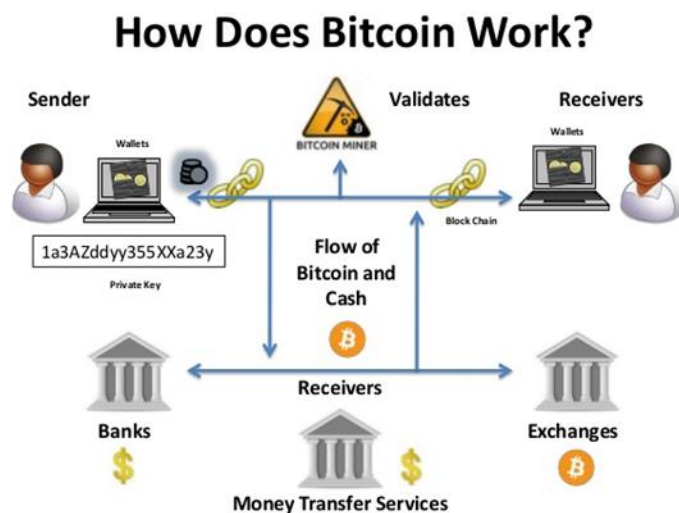 How Does Bitcoin Work?
Sender
Validates
Receivers
Wallets
BITCOIN MINER
Wallets
Block Chain
1a3AZddyy355XXa23y
Private Key
Flow of
Bitcoin and
Cash
Receivers
Banks
Exchanges
Money Transfer Services